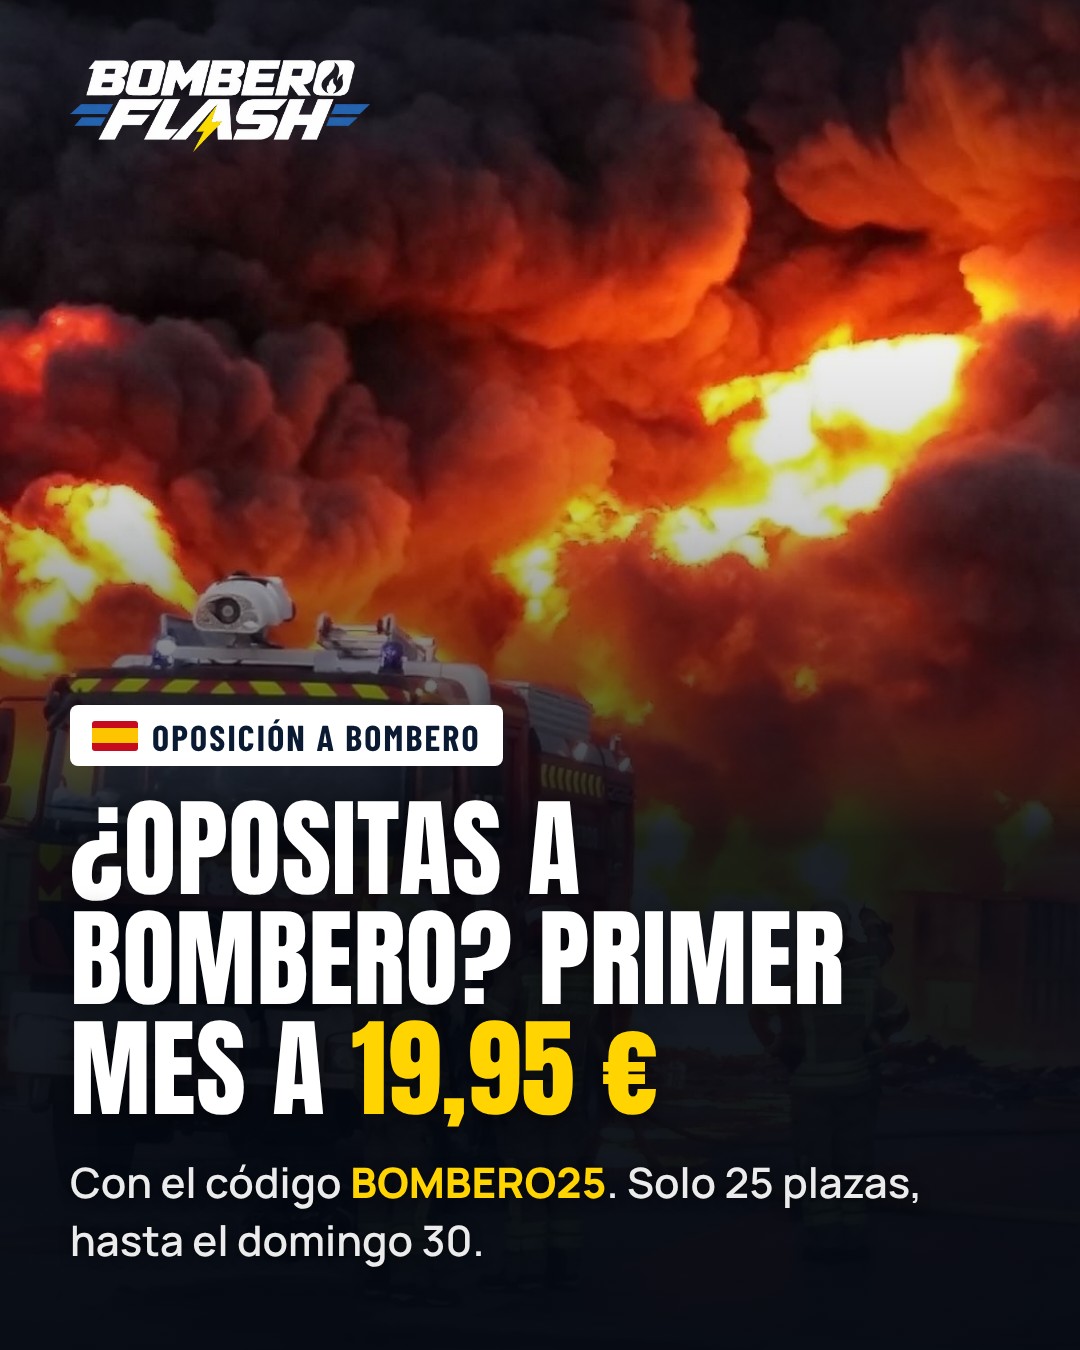 BOMBERO
FLASH
OPOSICIÓN A BOMBERO
¿OPOSITAS A
BOMBERO? PRIMER
MES A 19,95 €
Con el código BOMBERO25. Solo 25 plazas,
hasta el domingo 30.